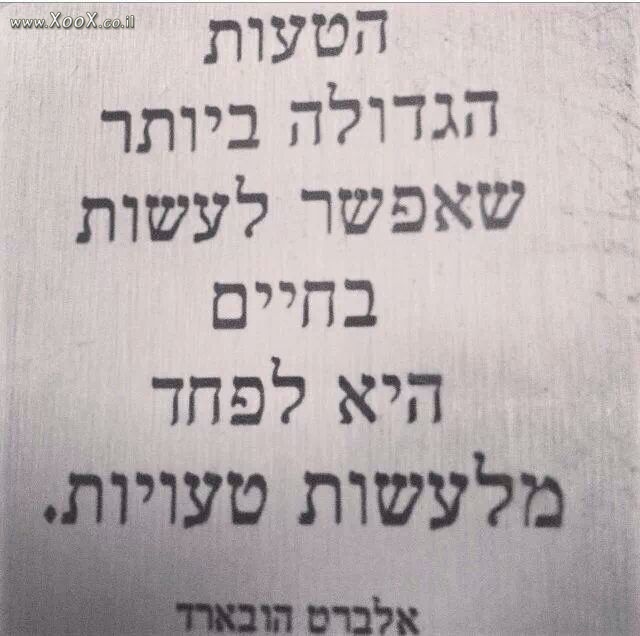 www.XooX.co.il
הטעות
הגדולה ביותר
שאפשר לעשות
בחיים
היא לפחד
מלעשות טעויות.
אלברט הובארד